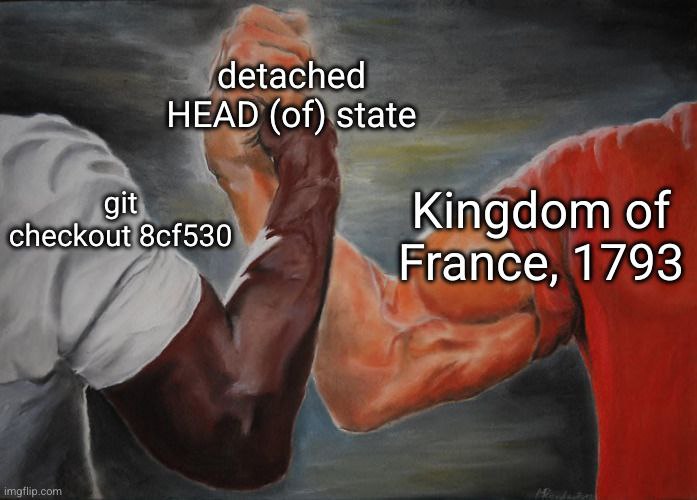 detached
HEAD (of) state
git
checkout 8cf530
Kingdom of
France, 1793
imgflip.com